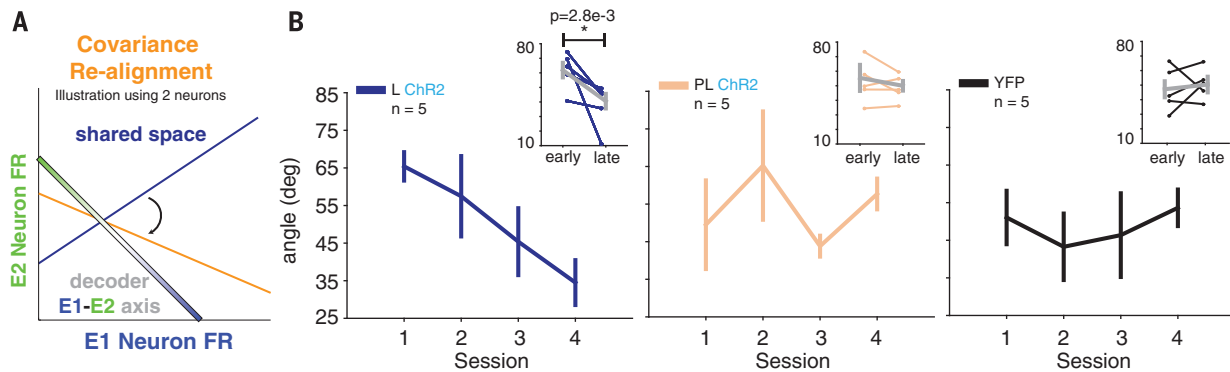 A
Covariance
Re-alignment
Illustration using 2 neurons
shared space
E2 Neuron FR
decoder
E1-E2 axis
E1 Neuron FR
B
p=2.8e-3
*
80
10
early late
L ChR2
n = 5
angle (deg)
85
75
65
55
45
35
25
1 2 3 4
Session
80
10
early late
PL ChR2
n = 5
1 2 3 4
Session
80
10
early late
YFP
n = 5
1 2 3 4
Session